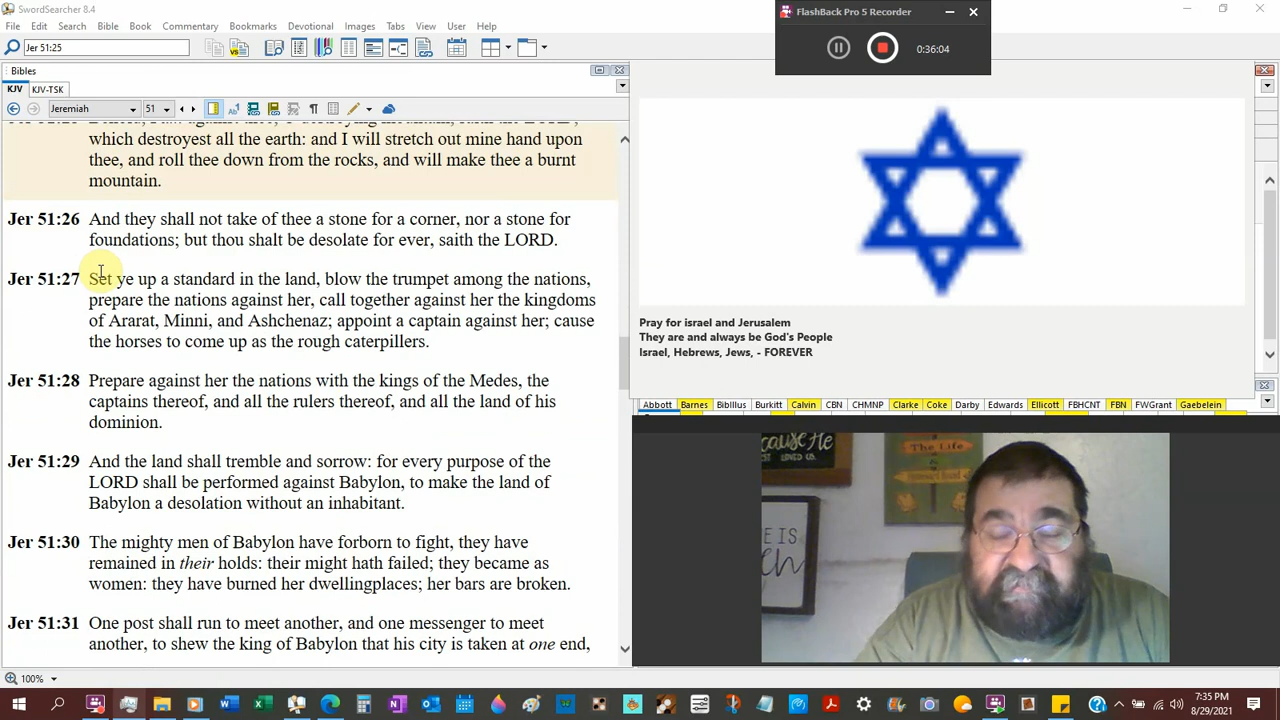 SwordSearcher 8.4
File Edit Search Bible Book Commentary Bookmarks Devotional Images Tabs View User Help
Jer 51:25
Bibles
KJV KJV-TSK
Jeremiah 51
which destroyest all the earth: and I will stretch out mine hand upon
thee, and roll thee down from the rocks, and will make thee a burnt
mountain.
Jer 51:26 And they shall not take of thee a stone for a corner, nor a stone for
foundations; but thou shalt be desolate for ever, saith the LORD.
Jer 51:27 Set ye up a standard in the land, blow the trumpet among the nations,
prepare the nations against her, call together against her the kingdoms
of Ararat, Minni, and Ashchenaz; appoint a captain against her; cause
the horses to come up as the rough caterpillers.
Jer 51:28 Prepare against her the nations with the kings of the Medes, the
captains thereof, and all the rulers thereof, and all the land of his
dominion.
Jer 51:29 And the land shall tremble and sorrow: for every purpose of the
LORD shall be performed against Babylon, to make the land of
Babylon a desolation without an inhabitant.
Jer 51:30 The mighty men of Babylon have forborn to fight, they have
remained in their holds: their might hath failed; they became as
women: they have burned her dwellingplaces; her bars are broken.
Jer 51:31 One post shall run to meet another, and one messenger to meet
another, to shew the king of Babylon that his city is taken at one end,
100%
FlashBack Pro 5 Recorder
0:36:04
Pray for israel and Jerusalem
They are and always be God's People
Israel, Hebrews, Jews, - FOREVER
Abbott Barnes BibIllus Burkitt Calvin CBN CHMNP Clarke Coke Darby Edwards Ellicott FBHCNT FBN FWGrant Gaebelein
cause He
The Life
7:35 PM
8/29/2021